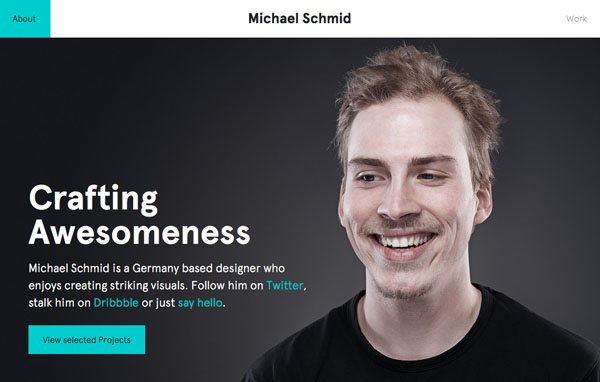 About
Michael Schmid
Work
Crafting
Awesomeness
Michael Schmid is a Germany based designer who
enjoys creating striking visuals. Follow him on Twitter,
stalk him on Dribbble or just say hello.
View selected Projects